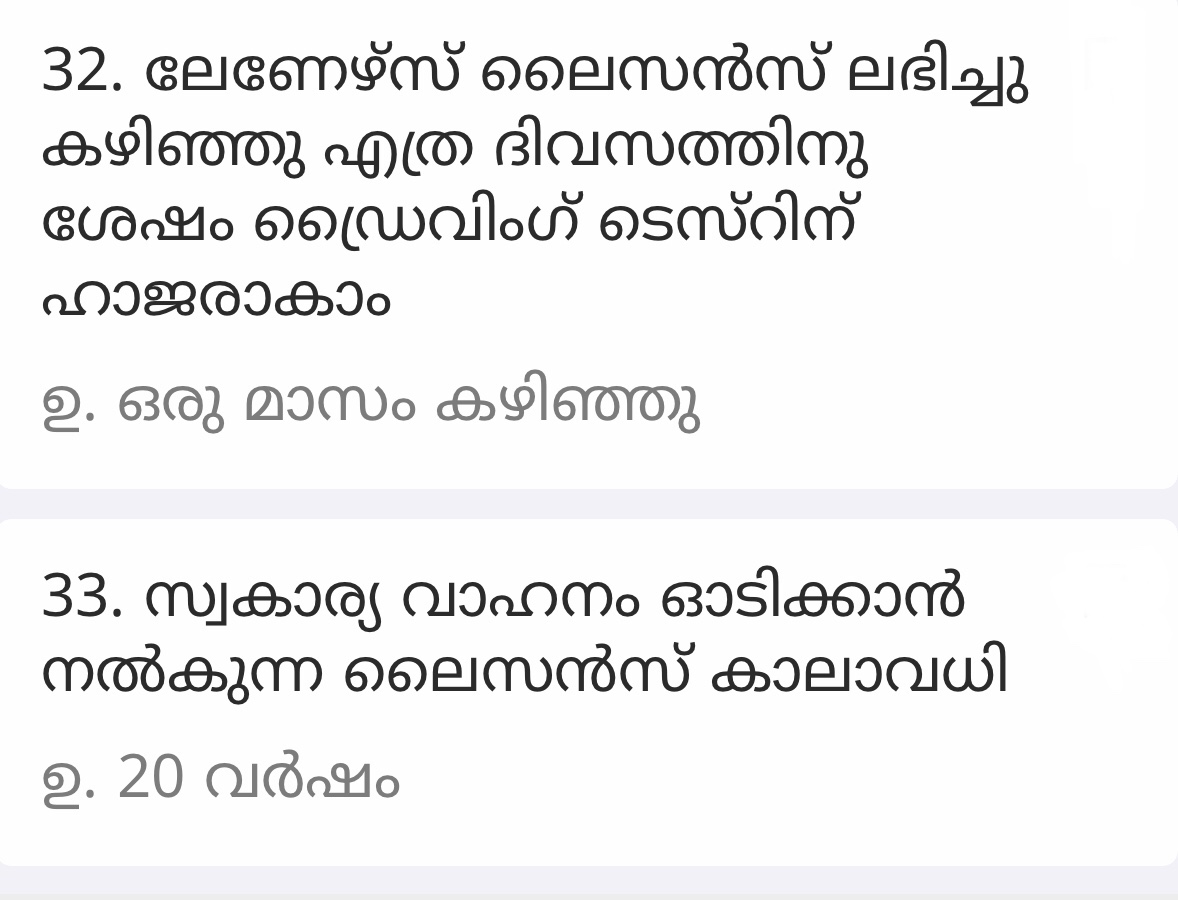 32. ലേണേഴ്സ് ലൈസൻസ് ലഭിച്ചു
കഴിഞ്ഞു എത്ര ദിവസത്തിനു
ശേഷം ഡ്രൈവിംഗ് ടെസ്റിന്
ഹാജരാകാം
ഉ. ഒരു മാസം കഴിഞ്ഞു
33. സ്വകാര്യ വാഹനം ഓടിക്കാൻ
നൽകുന്ന ലൈസൻസ് കാലാവധി
ഉ. 20 വർഷം